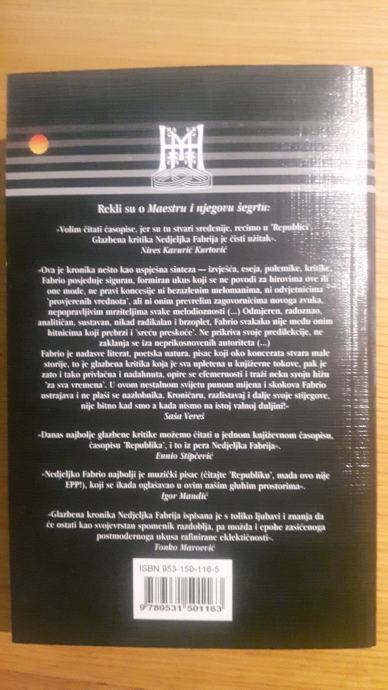 Rekli su o Maestru i njegovu šegrtu:
»Volim čitati časopise, jer su tu stvari sređenije, recimo u 'Republici'.
Glazbena kritika Nedjeljka Fabrija je čisti užitak«.
Nives Kavurić Kurtović
»Ova je kronika nešto kao uspješna sinteza — izvješća, eseja, polemike, kritike.
Fabrio posjeduje siguran, formiran ukus koji se ne povodi za hirovima ove ili
one mode, ne pravi koncesije ni bezazlenim melomanima, ni odvjetnicima
'provjerenih vrednota', ali ni onim prevrelim zagovornicima novoga zvuka,
nepopravljivim mrziteljima svake melodioznosti (...) Odmjeren, radoznao,
analitičan, sustavan, nikad radikalan i brzoplet, Fabrio svakako nije među onim
hitnicima koji prebrzi i 'sreću preskoče'. Ne prikriva svoje predilekcije, ne
zaklanja se iza neprikosnovenih autoriteta (...)
Fabrio je nadasve literat, poetska natura, pisac koji oko koncerata stvara male
storije, to je glazbena kritika koja je sva upletena u književne tokove, pak je
zato i tako privlačna i nadahnuta, opire se efemernosti i traži neku svoju hižu
'za sva vremena'. U ovom nestalnom svijetu punom mijena i skokova Fabrio
ustrajava i ne plaši se nazlobnika. Kroničaru, razlistavaj i dalje svoje stijegove,
nije bitno kad smo a kada nismo na istoj valnoj duljini!«
Saša Vereš
»Danas najbolje glazbene kritike možemo čitati u jednom književnom časopisu,
časopisu 'Republika', i to iz pera Nedjeljka Fabrija«.
Ennio Stipčević
»Nedjeljko Fabrio najbolji je muzički pisac (čitajte 'Republiku', mada ovo nije
EPP!), koji se ikada oglašavao u ovim našim gluhim prostorima«.
Igor Mandić
»Glazbena kronika Nedjeljka Fabrija ispisana je s toliko ljubavi i znanja da
će ostati kao svojevrstan spomenik razdoblja, pa možda i epohe zasićenoga
postmodernoga ukusa rafinirane eklektičnosti«.
Tonko Maroević
ISBN 953-150-116-5
9789531501163